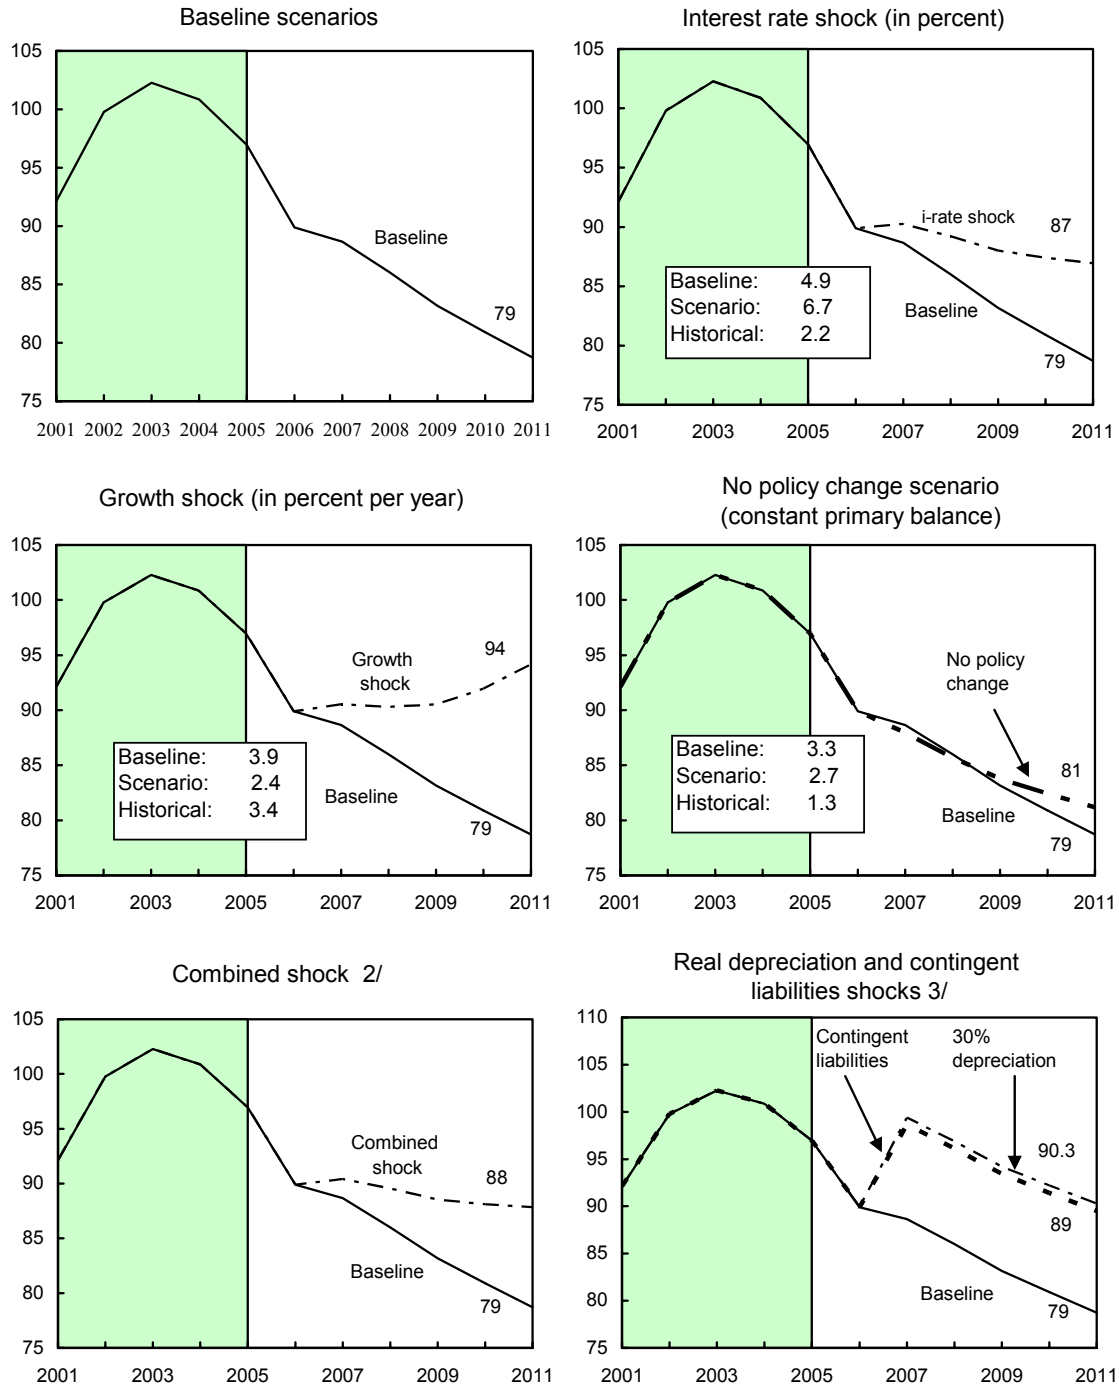 Baseline scenarios
105
100
95
90
85
80
75
Baseline
79
2001 2002 2003 2004 2005 2006 2007 2008 2009 2010 2011
Interest rate shock (in percent)
105
100
95
90
85
80
75
i-rate shock
87
Baseline: 4.9
Scenario: 6.7
Historical: 2.2
Baseline
79
2001 2003 2005 2007 2009 2011
Growth shock (in percent per year)
105
100
95
90
85
80
75
Growth
shock
94
Baseline: 3.9
Scenario: 2.4
Historical: 3.4
Baseline
79
2001 2003 2005 2007 2009 2011
No policy change scenario
(constant primary balance)
105
100
95
90
85
80
75
No policy
change
Baseline: 3.3
Scenario: 2.7
Historical: 1.3
81
Baseline
79
2001 2003 2005 2007 2009 2011
Combined shock 2/
105
100
95
90
85
80
75
Combined
shock
88
Baseline
79
2001 2003 2005 2007 2009 2011
Real depreciation and contingent
liabilities shocks 3/
110
105
100
95
90
85
80
75
Contingent
liabilities
30%
depreciation
90.3
89
Baseline
79
2001 2003 2005 2007 2009 2011